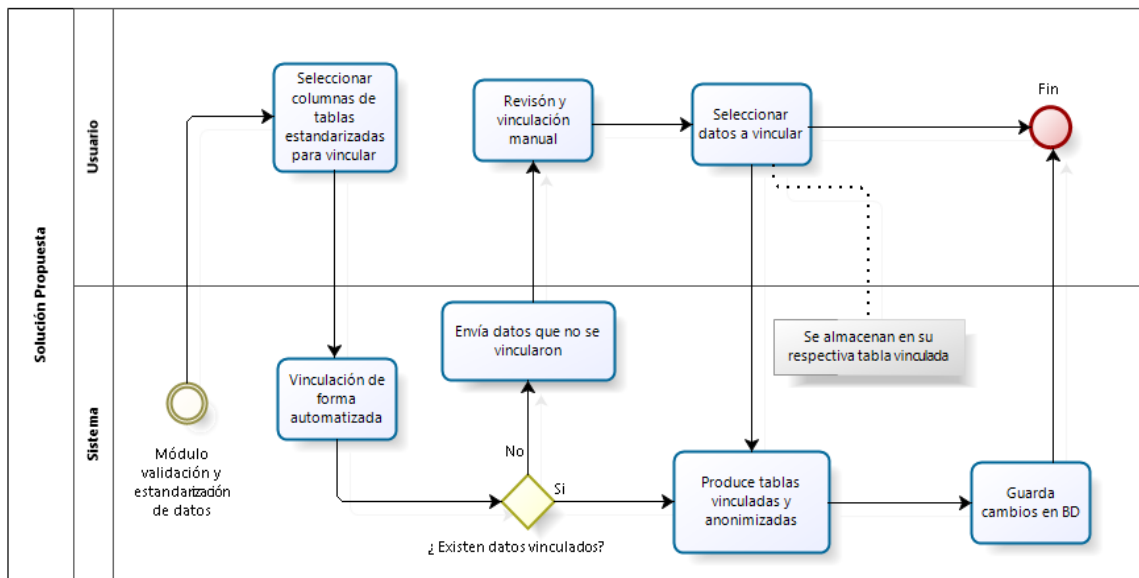 Solución Propuesta
Usuario
Seleccionar
columnas de
tablas
estandarizadas
para vincular
Revisón y
vinculación
manual
Seleccionar
datos a vincular
Fin
Sistema
Módulo
validación y
estandarización
de datos
Vinculación de
forma
automatizada
Envía datos que no se
vincularon
No
Si
¿ Existen datos vinculados?
Se almacenan en su
respectiva tabla vinculada
Produce tablas
vinculadas y
anonimizadas
Guarda
cambios en BD